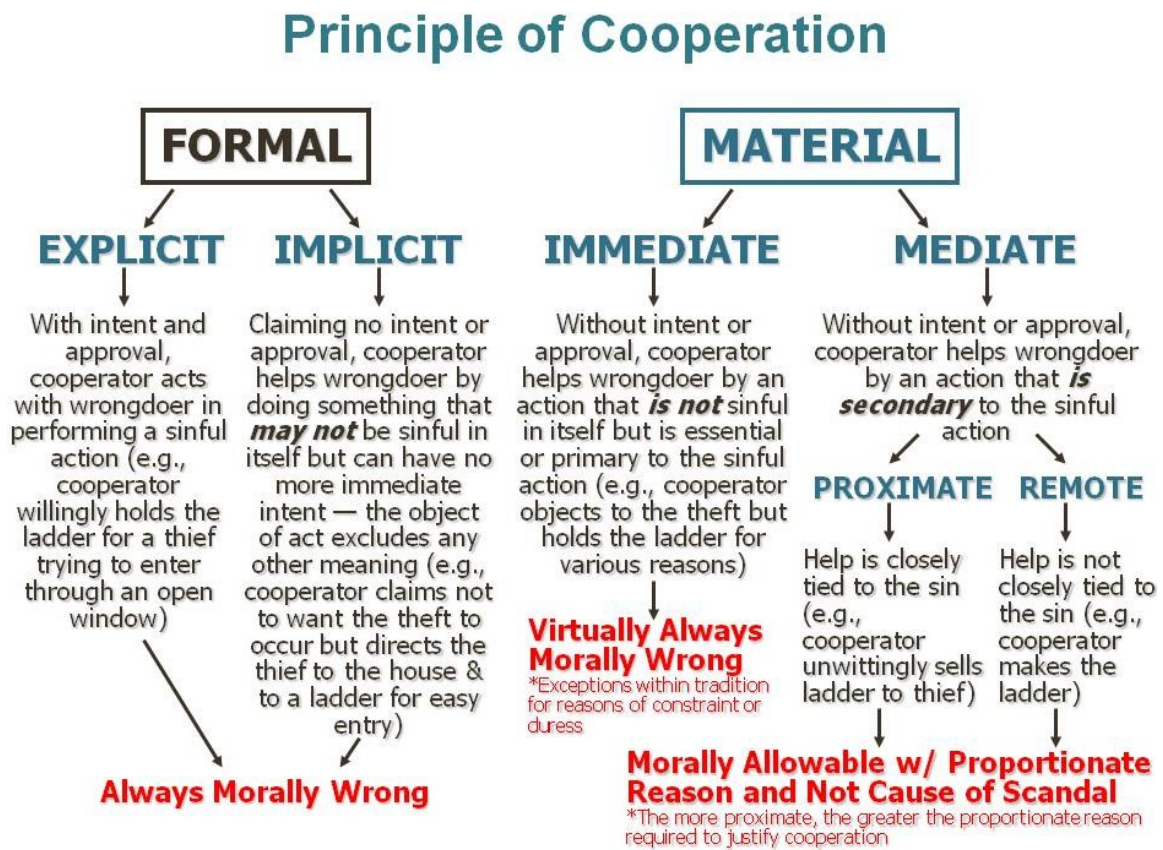 Principle of Cooperation
FORMAL
EXPLICIT
With intent and
approval,
cooperator acts
with wrongdoer in
performing a sinful
action (e.g.,
cooperator
willingly holds the
ladder for a thief
trying to enter
through an open
window)
IMPLICIT
Claiming no intent or
approval, cooperator
helps wrongdoer by
doing something that
may not be sinful in
itself but can have no
more immediate
intent — the object
of act excludes any
other meaning (e.g.,
cooperator claims not
to want the theft to
occur but directs the
thief to the house &
to a ladder for easy
entry)
Always Morally Wrong
MATERIAL
IMMEDIATE
Without intent or
approval, cooperator
helps wrongdoer by an
action that is not sinful
in itself but is essential
or primary to the sinful
action (e.g., cooperator
objects to the theft but
holds the ladder for
various reasons)
Virtually Always
Morally Wrong
*Exceptions within tradition
for reasons of constraint or
duress
MEDIATE
Without intent or approval,
cooperator helps wrongdoer
by an action that is
secondary to the sinful
action
PROXIMATE
Help is closely
tied to the sin
(e.g.,
cooperator
unwittingly sells
ladder to thief)
REMOTE
Help is not
closely tied to
the sin (e.g.,
cooperator
makes the
ladder)
Morally Allowable w/ Proportionate
Reason and Not Cause of Scandal
*The more proximate, the greater the proportionate reason
required to justify cooperation